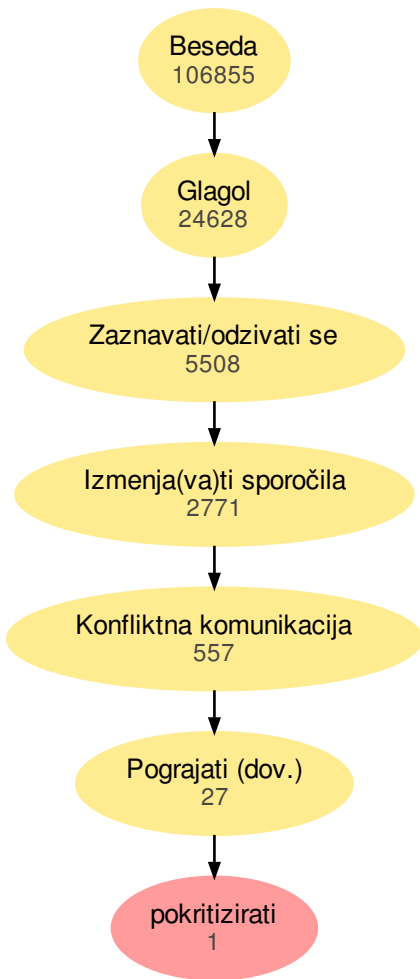 Beseda
106855
Glagol
24628
Zaznavati/odzivati se
5508
Izmenja(va)ti sporočila
2771
Konfliktna komunikacija
557
Pograjati (dov.)
27
pokritizirati
1